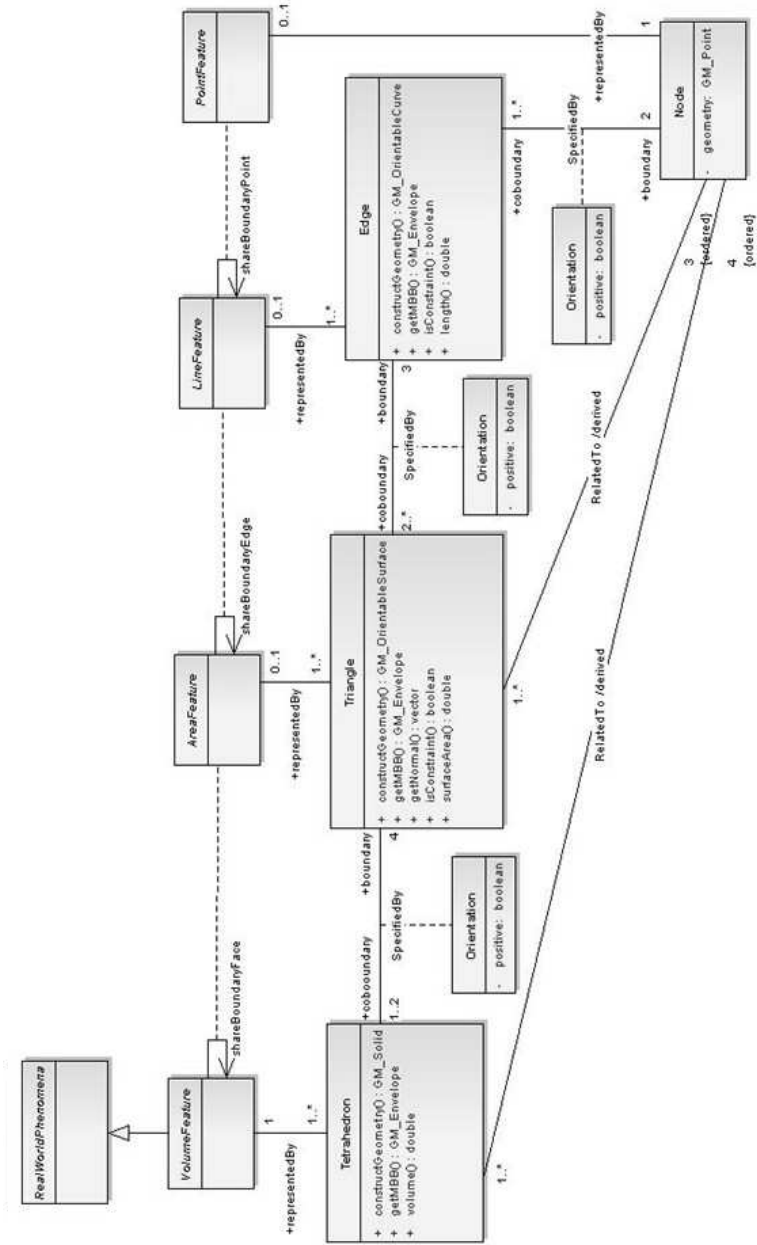 RealWorldPhenomena
VolumeFeature
AreaFeature
LineFeature
PointFeature
shareBoundaryFace
shareBoundaryEdge
shareBoundaryPoint
1
+representedBy
1..*
0..1
+representedBy
1..*
0..1
+representedBy
1..*
0..1
+representedBy
1
Tetrahedron
+ constructGeometry() : GM_Solid
+ getMBB() : GM_Envelope
+ volume() : double
+cobooundary
1..2
+boundary
4
SpecifiedBy
Orientation
- positive: boolean
Triangle
+ constructGeometry() : GM_OrientableSurface
+ getMBB() : GM_Envelope
+ getNormal() : vector
+ isConstraint() : boolean
+ surfaceArea() : double
+coboundary
2..*
+boundary
3
SpecifiedBy
Orientation
- positive: boolean
Edge
+ constructGeometry() : GM_OrientableCurve
+ getMBB() : GM_Envelope
+ isConstraint() : boolean
+ length() : double
1..*
+coboundary
SpecifiedBy
2
+boundary
Orientation
- positive: boolean
Node
- geometry: GM_Point
1..*
RelatedTo /derived
3
{ordered}
1..*
RelatedTo /derived
4
{ordered}